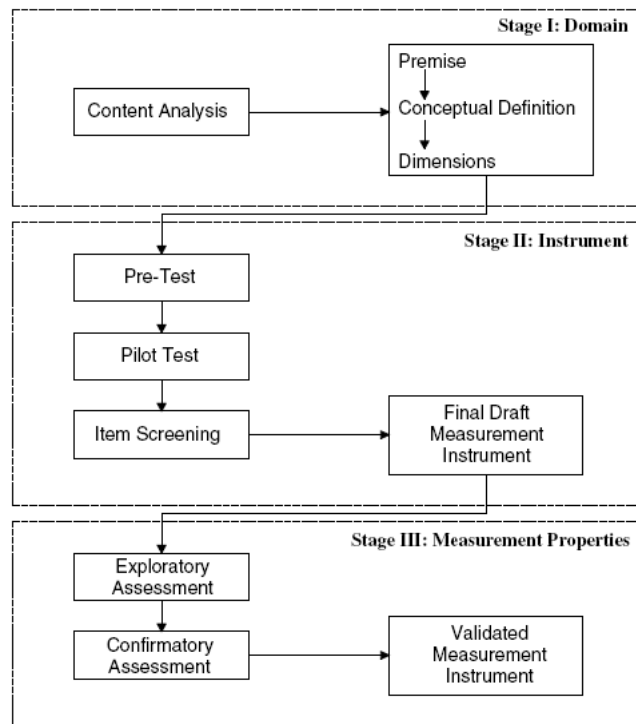 Stage I: Domain
Premise
Content Analysis
Conceptual Definition
Dimensions
Stage II: Instrument
Pre-Test
Pilot Test
Item Screening
Final Draft
Measurement
Instrument
Stage III: Measurement Properties
Exploratory
Assessment
Confirmatory
Assessment
Validated
Measurement
Instrument